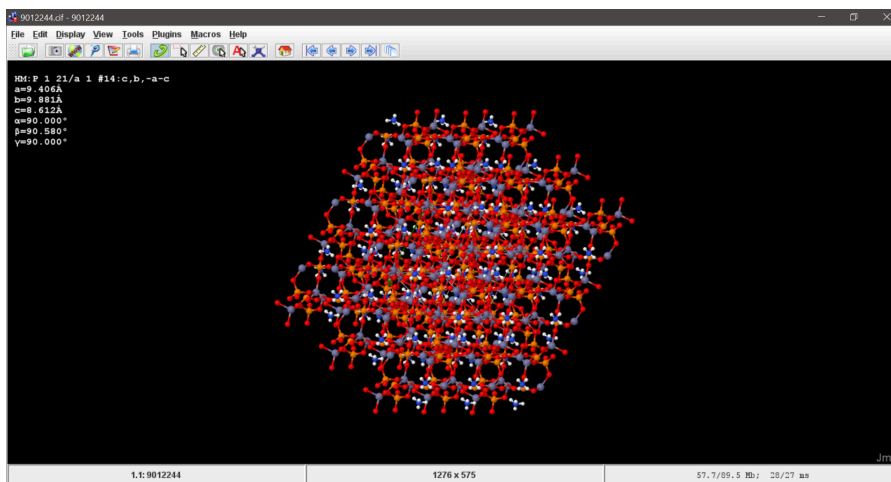 9012244.cif - 9012244
File Edit Display View Tools Plugins Macros Help
HM:P 1 21/a 1 #14:c,b,-a-c
a=9.406Å
b=9.881Å
c=8.612Å
α=90.000°
β=90.580°
γ=90.000°
Jm
1.1: 9012244 1276 x 575 57.7/89.5 Mb; 28/27 ms